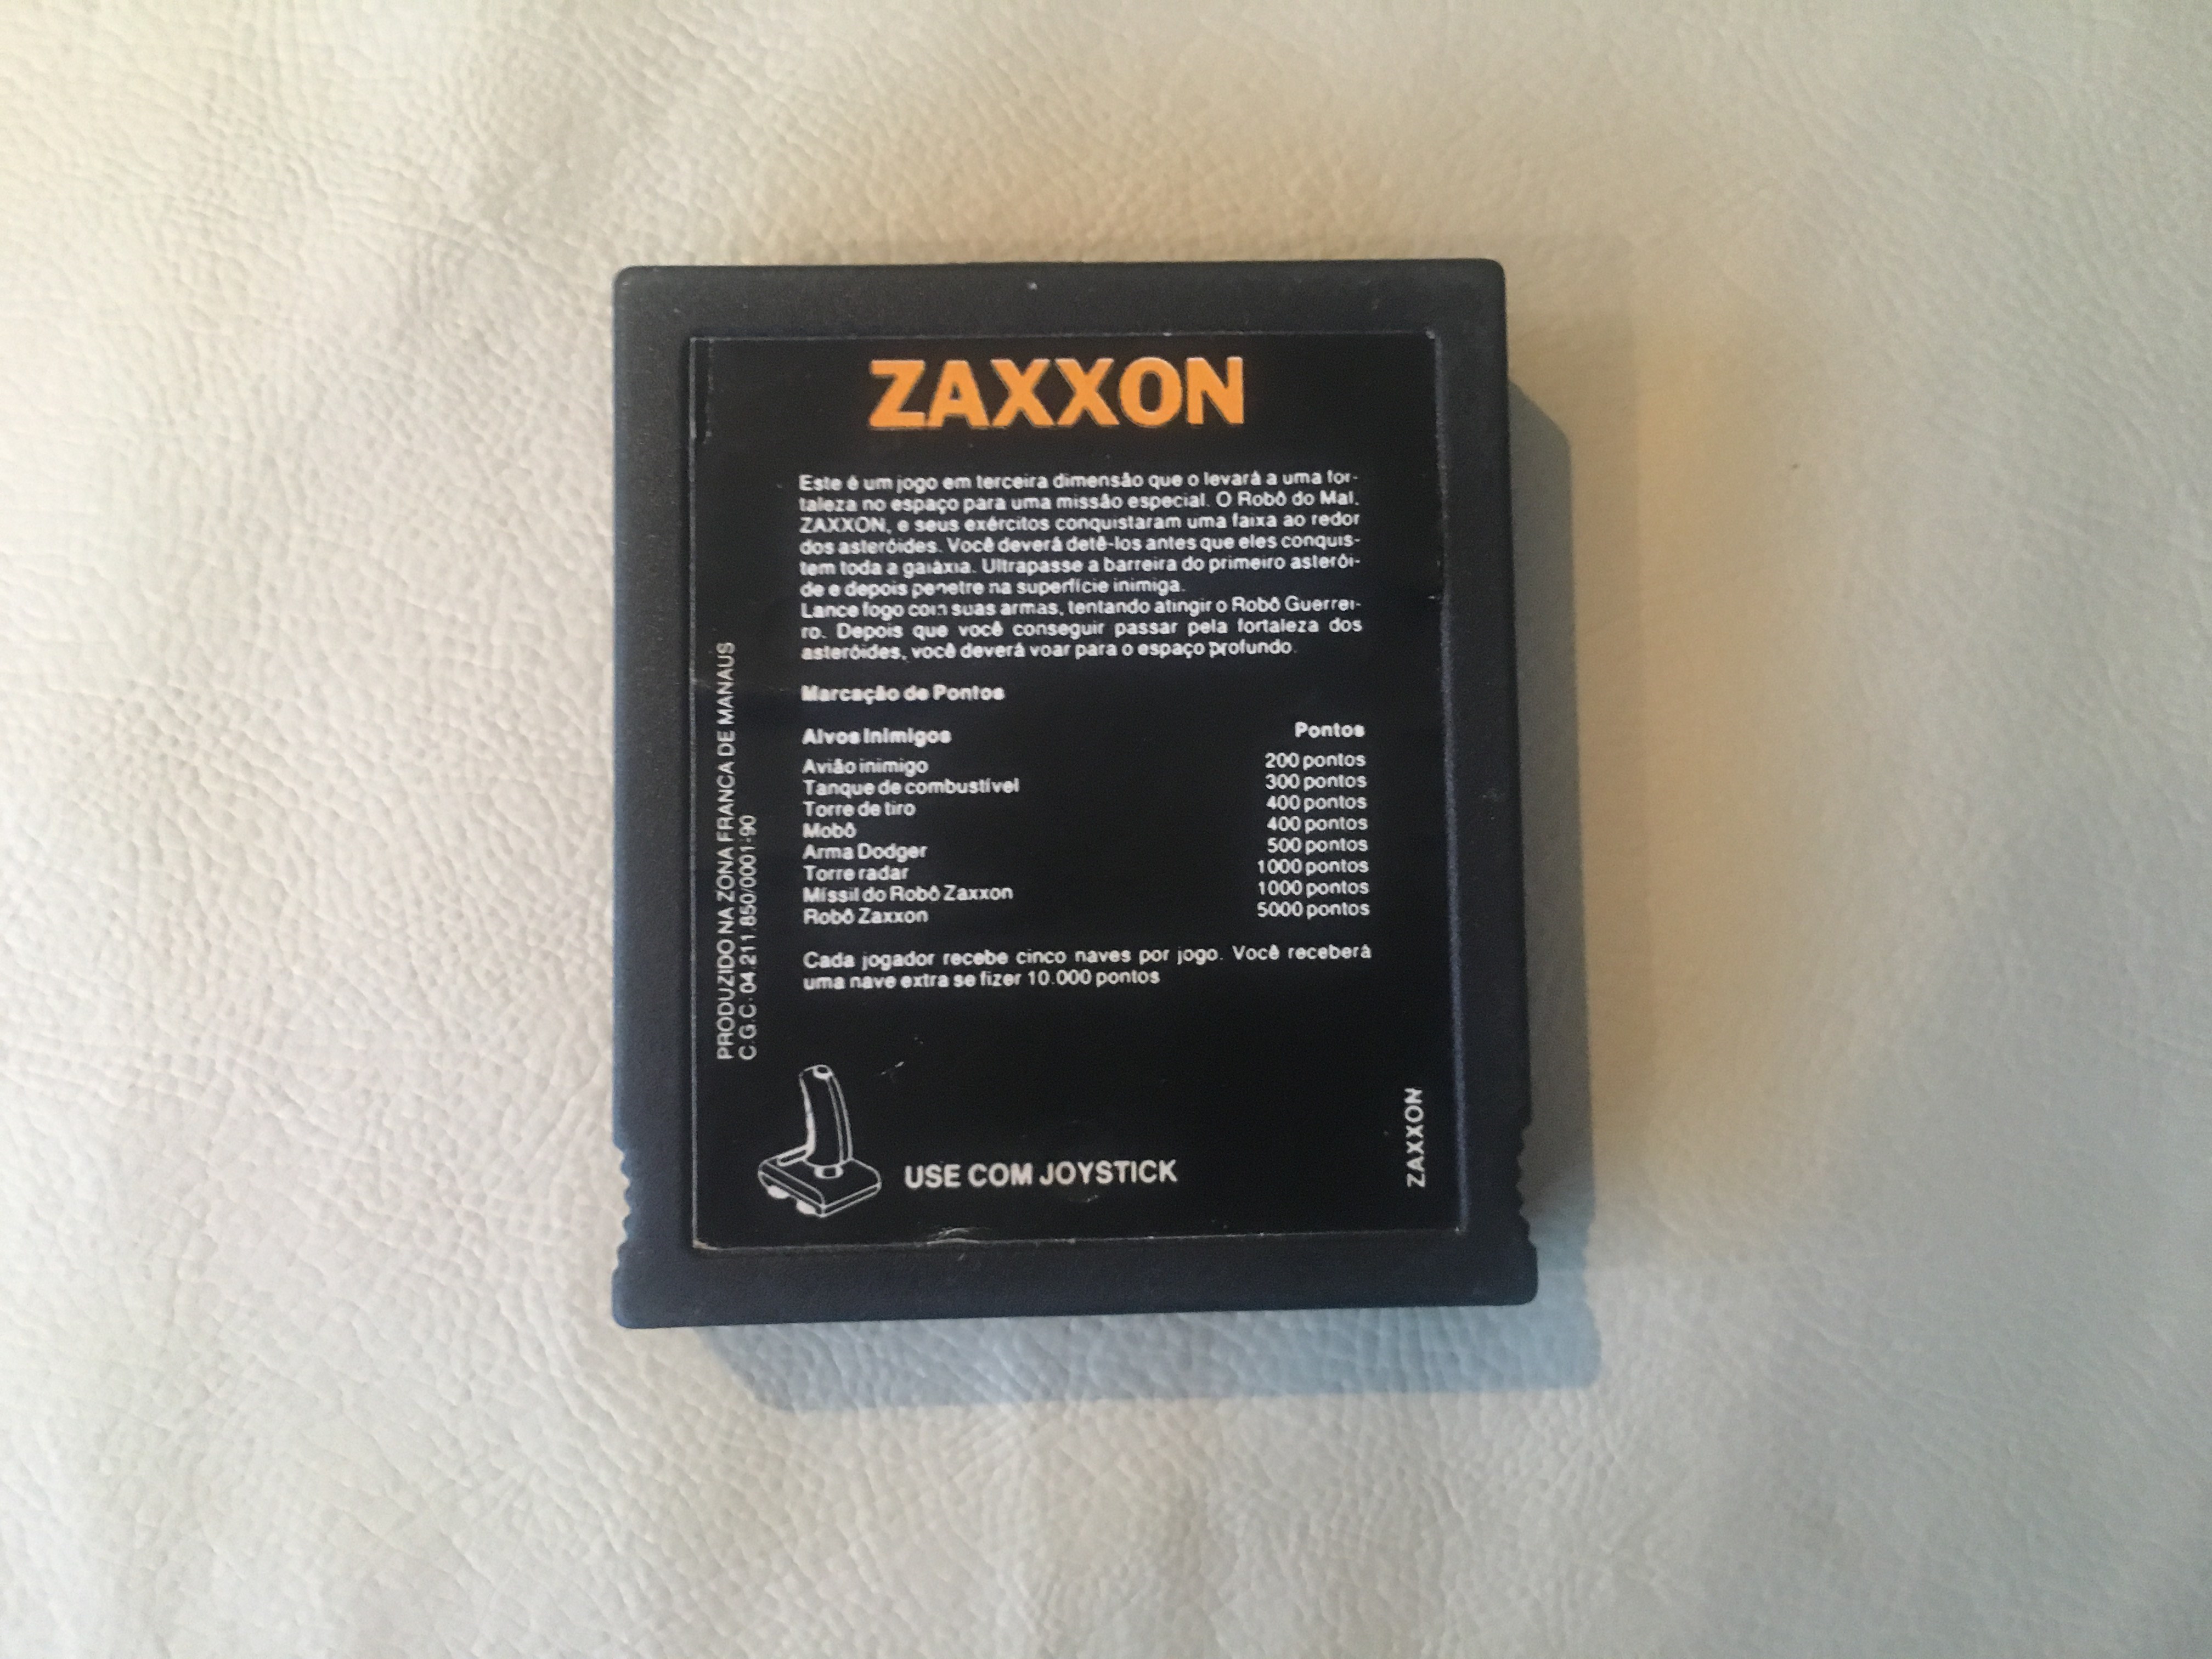 ZAXXON
Este é um jogo em terceira dimensão que o levará a uma for-
taleza no espaço para uma missão especial. O Robô do Mal,
ZAXXON, e seus exércitos conquistaram uma faixa ao redor
dos asteróides. Você deverá detê-los antes que eles conquis-
tem toda a galáxia. Ultrapasse a barreira do primeiro asterói-
de e depois penetre na superfície inimiga.
Lance fogo com suas armas, tentando atingir o Robô Guerrei-
ro. Depois que você conseguir passar pela fortaleza dos
asteróides, você deverá voar para o espaço profundo.
Marcação de Pontos
Alvos Inimigos Pontos
Avião inimigo 200 pontos
Tanque de combustível 300 pontos
Torre de tiro 400 pontos
Mobô 400 pontos
Arma Dodger 500 pontos
Torre radar 1000 pontos
Míssil do Robô Zaxxon 1000 pontos
Robô Zaxxon 5000 pontos
Cada jogador recebe cinco naves por jogo. Você receberá
uma nave extra se fizer 10.000 pontos
USE COM JOYSTICK
PRODUZIDO NA ZONA FRANCA DE MANAUS
C.G.C. 04.211.850/0001-90
ZAXXON